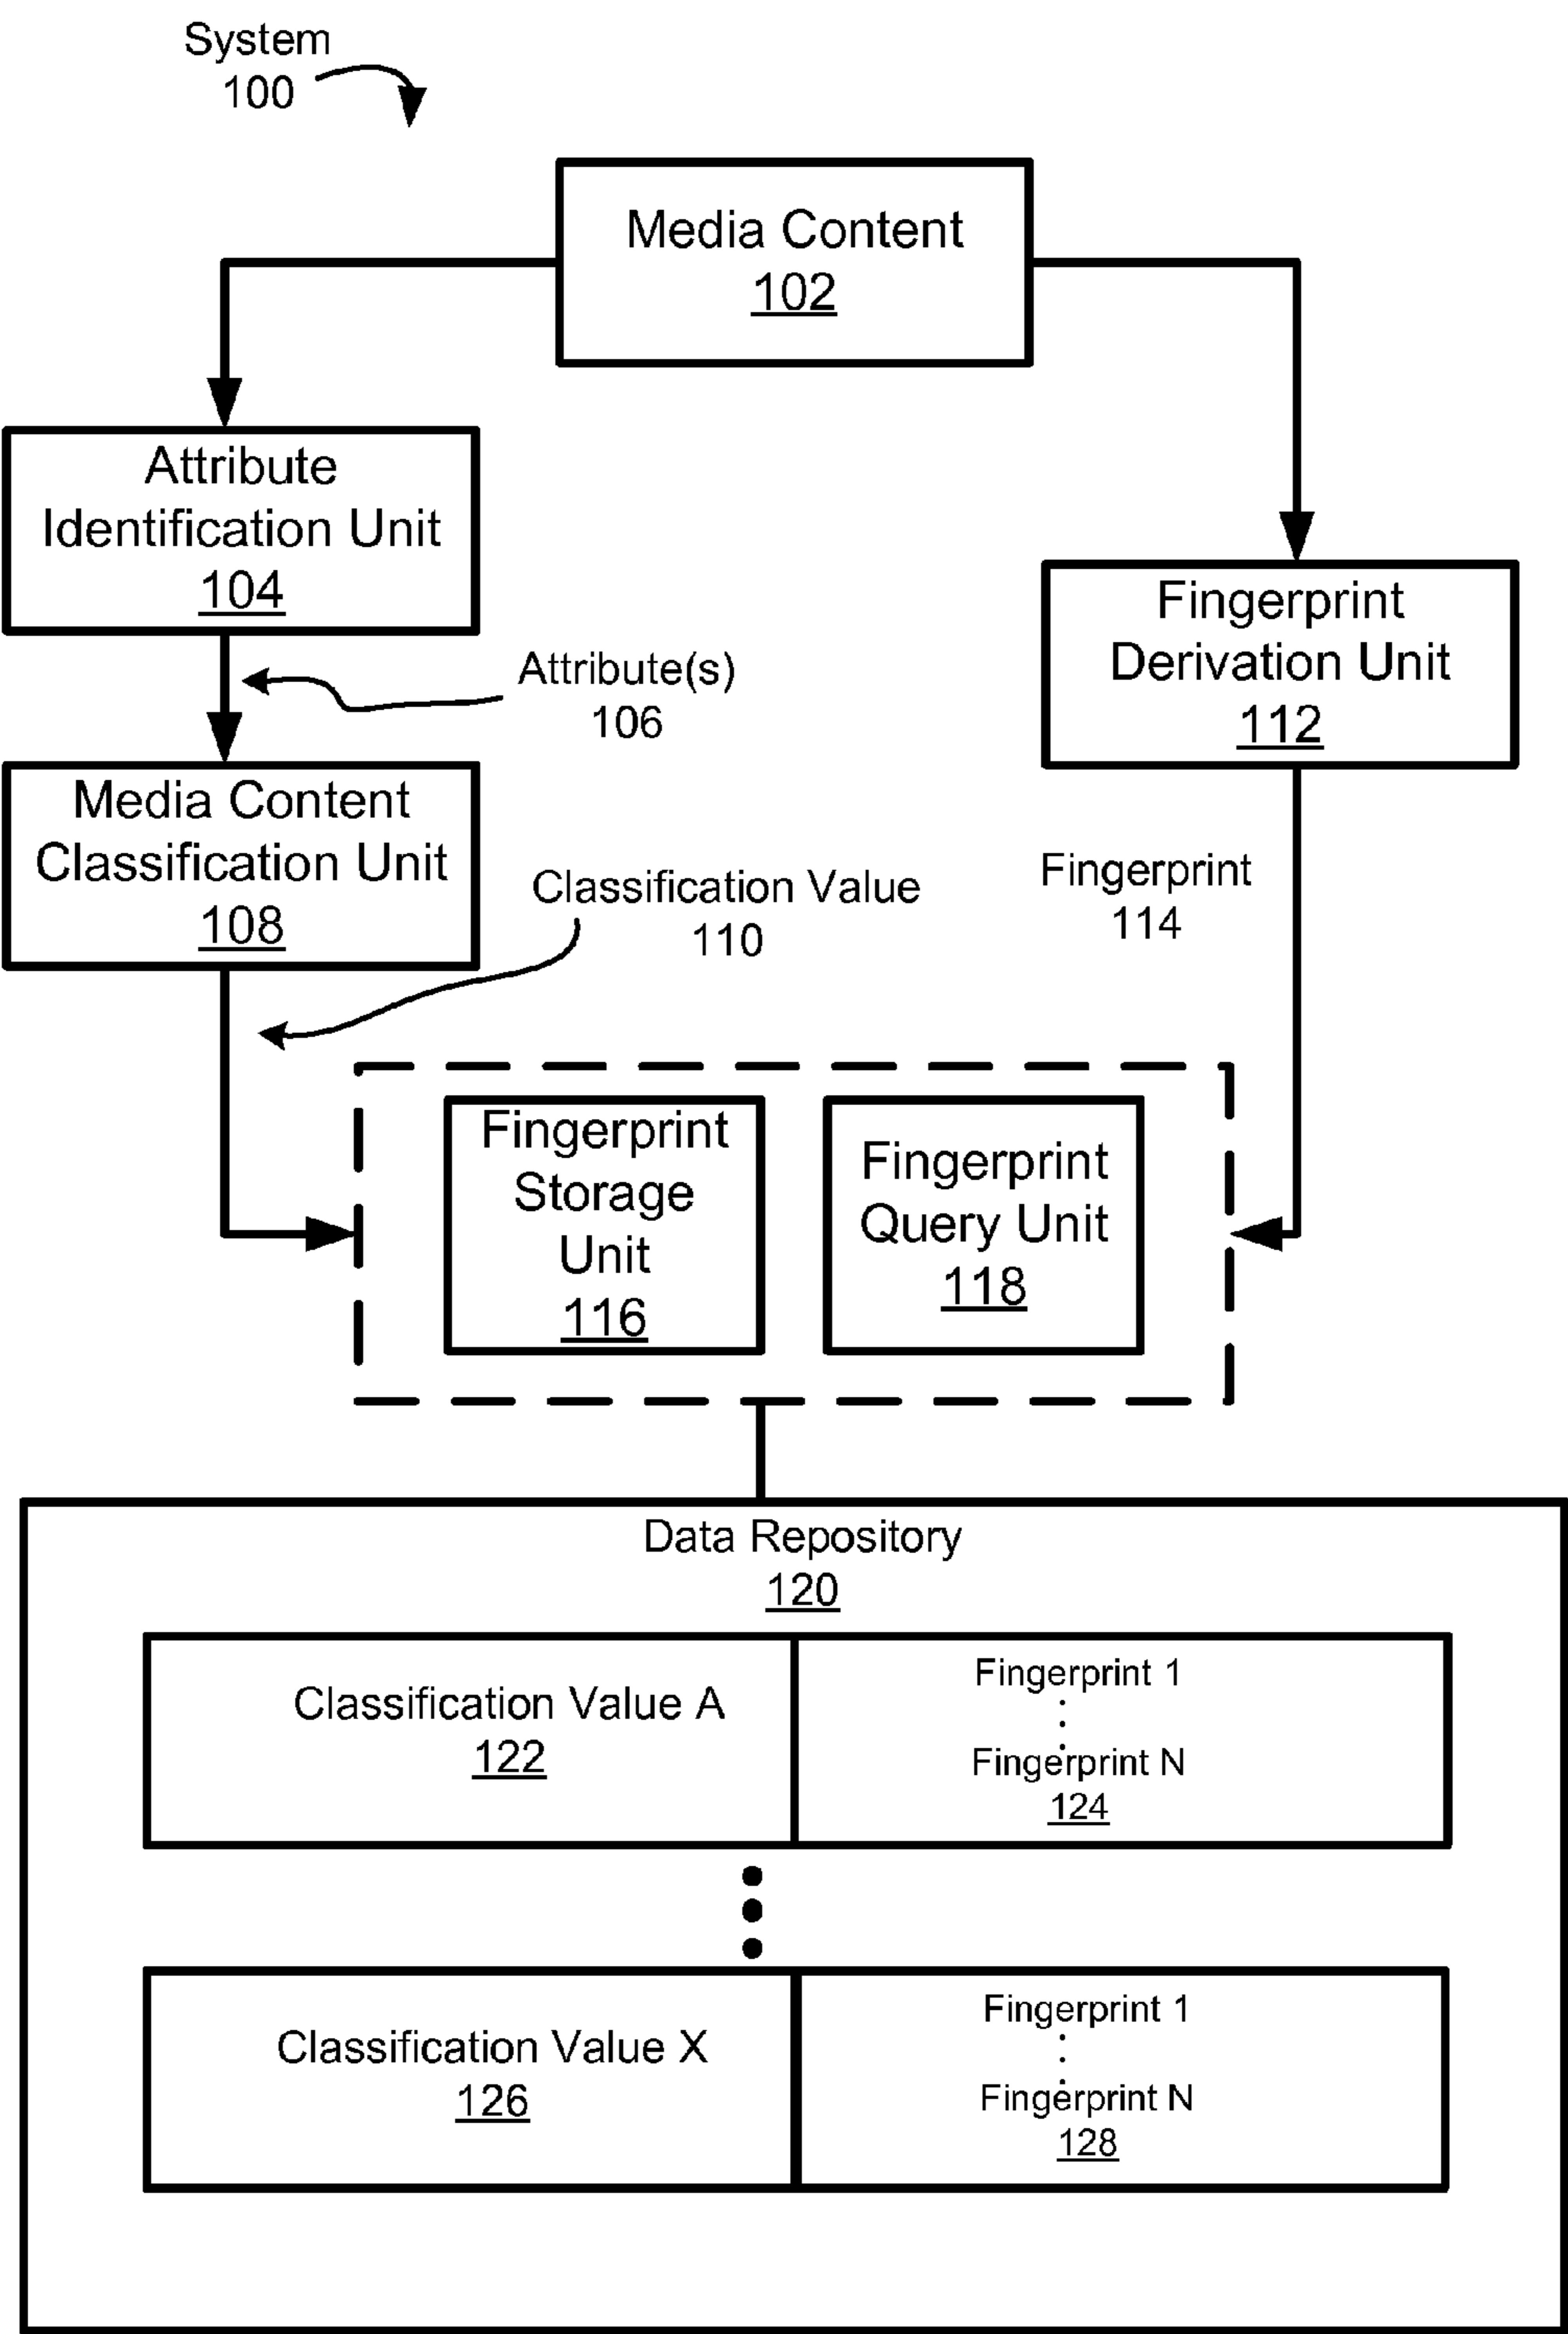 System
100
Media Content
102
Attribute
Identification Unit
104
Fingerprint
Derivation Unit
112
Attribute(s)
106
Media Content
Classification Unit
108
Classification Value
110
Fingerprint
114
Fingerprint
Storage
Unit
116
Fingerprint
Query Unit
118
Data Repository
120
Classification Value A
122
Fingerprint 1
Fingerprint N
124
Classification Value X
126
Fingerprint 1
Fingerprint N
128